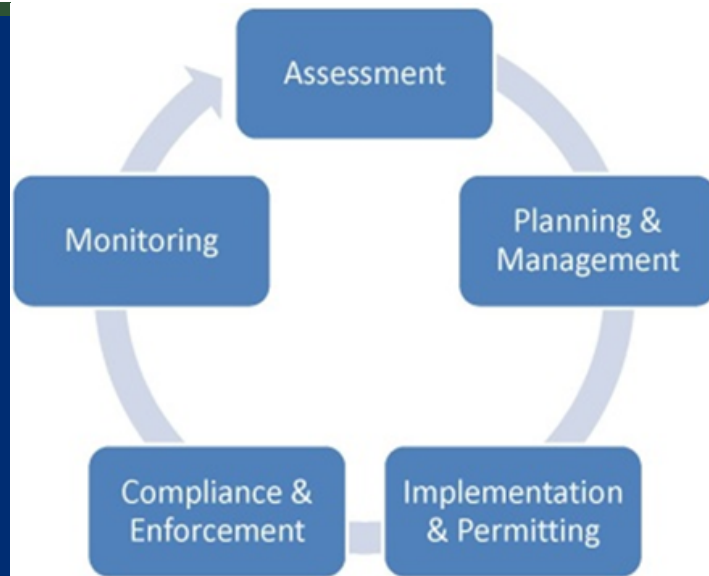 Assessment
Planning &
Management
Implementation
& Permitting
Compliance &
Enforcement
Monitoring